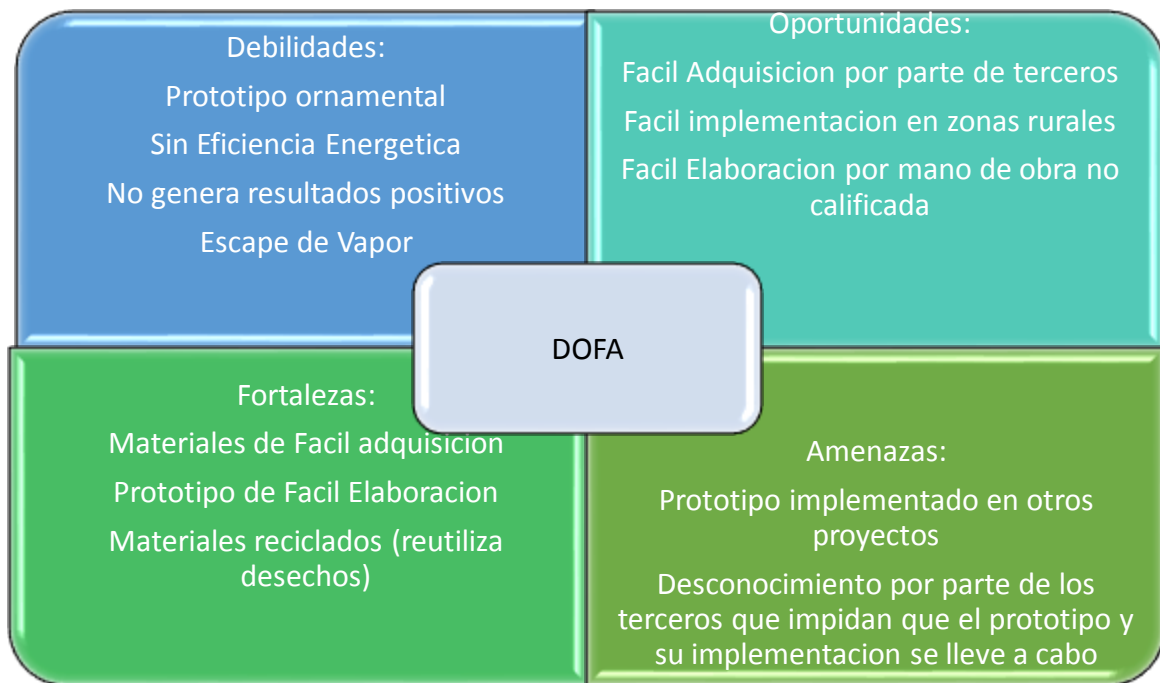 Debilidades:
Prototipo ornamental
Sin Eficiencia Energetica
No genera resultados positivos
Escape de Vapor
Oportunidades:
Facil Adquisicion por parte de terceros
Facil implementacion en zonas rurales
Facil Elaboracion por mano de obra no
calificada
DOFA
Fortalezas:
Materiales de Facil adquisicion
Prototipo de Facil Elaboracion
Materiales reciclados (reutiliza
desechos)
Amenazas:
Prototipo implementado en otros
proyectos
Desconocimiento por parte de los
terceros que impidan que el prototipo y
su implementacion se lleve a cabo